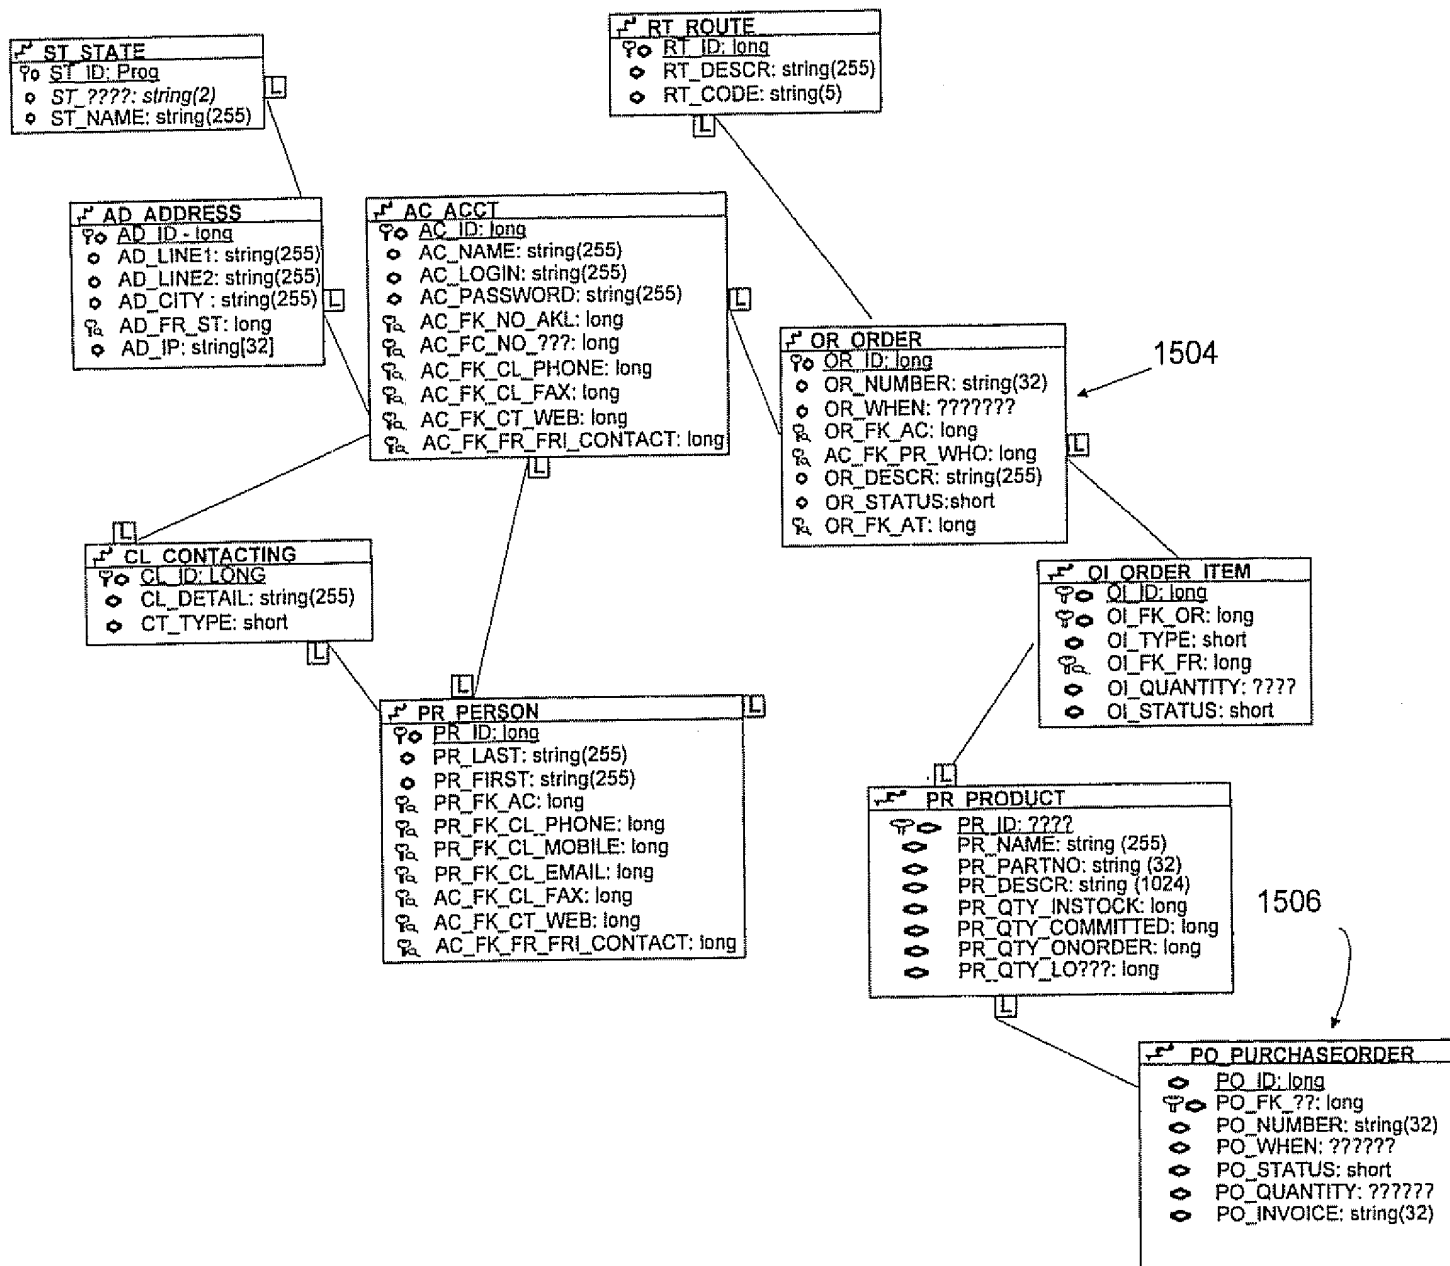 ST_STATE
ST_ID: Prog
ST_????: string(2)
ST_NAME: string(255)
L
RT_ROUTE
RT_ID: long
RT_DESCR: string(255)
RT_CODE: string(5)
L
AD_ADDRESS
AD_ID - long
AD_LINE1: string(255)
AD_LINE2: string(255)
AD_CITY : string(255)
AD_FR_ST: long
AD_IP: string[32]
L
AC_ACCT
AC_ID: long
AC_NAME: string(255)
AC_LOGIN: string(255)
AC_PASSWORD: string(255)
AC_FK_NO_AKL: long
AC_FC_NO_???: long
AC_FK_CL_PHONE: long
AC_FK_CL_FAX: long
AC_FK_CT_WEB: long
AC_FK_FR_FRI_CONTACT: long
L
L
OR_ORDER
OR_ID: long
OR_NUMBER: string(32)
OR_WHEN: ???????
OR_FK_AC: long
AC_FK_PR_WHO: long
OR_DESCR: string(255)
OR_STATUS:short
OR_FK_AT: long
L
1504
L
CL_CONTACTING
CL_ID: LONG
CL_DETAIL: string(255)
CT_TYPE: short
L
OI_ORDER_ITEM
OI_ID: long
OI_FK_OR: long
OI_TYPE: short
OI_FK_FR: long
OI_QUANTITY: ????
OI_STATUS: short
L
L
PR_PERSON
PR_ID: long
PR_LAST: string(255)
PR_FIRST: string(255)
PR_FK_AC: long
PR_FK_CL_PHONE: long
PR_FK_CL_MOBILE: long
PR_FK_CL_EMAIL: long
AC_FK_CL_FAX: long
AC_FK_CT_WEB: long
AC_FK_FR_FRI_CONTACT: long
L
PR_PRODUCT
PR_ID: ????
PR_NAME: string (255)
PR_PARTNO: string (32)
PR_DESCR: string (1024)
PR_QTY_INSTOCK: long
PR_QTY_COMMITTED: long
PR_QTY_ONORDER: long
PR_QTY_LO???: long
L
1506
PO_PURCHASEORDER
PO_ID: long
PO_FK_??: long
PO_NUMBER: string(32)
PO_WHEN: ??????
PO_STATUS: short
PO_QUANTITY: ??????
PO_INVOICE: string(32)